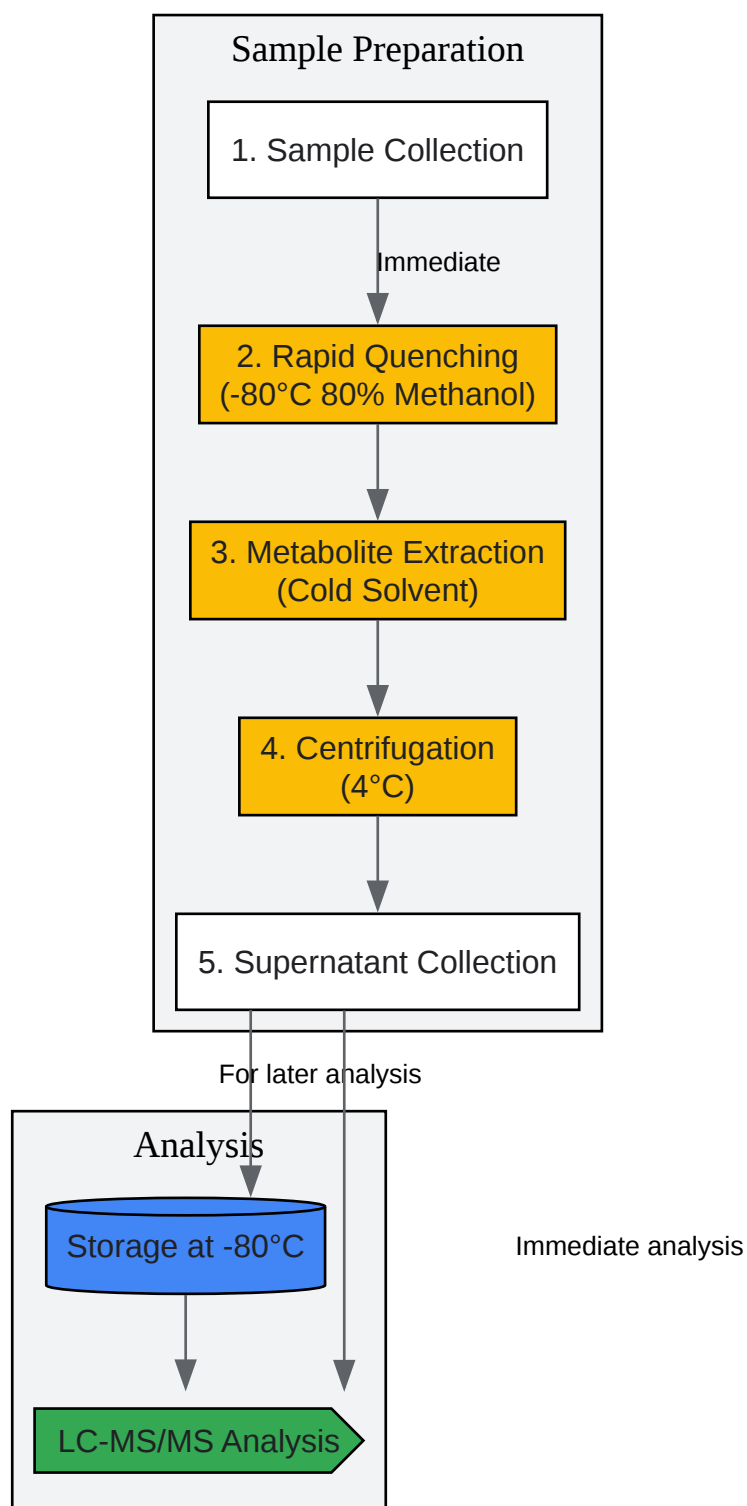 Sample Preparation
1. Sample Collection
Immediate
2. Rapid Quenching
(-80°C 80% Methanol)
3. Metabolite Extraction
(Cold Solvent)
4. Centrifugation
(4°C)
5. Supernatant Collection
For later analysis
Analysis
Storage at -80°C
Immediate analysis
LC-MS/MS Analysis